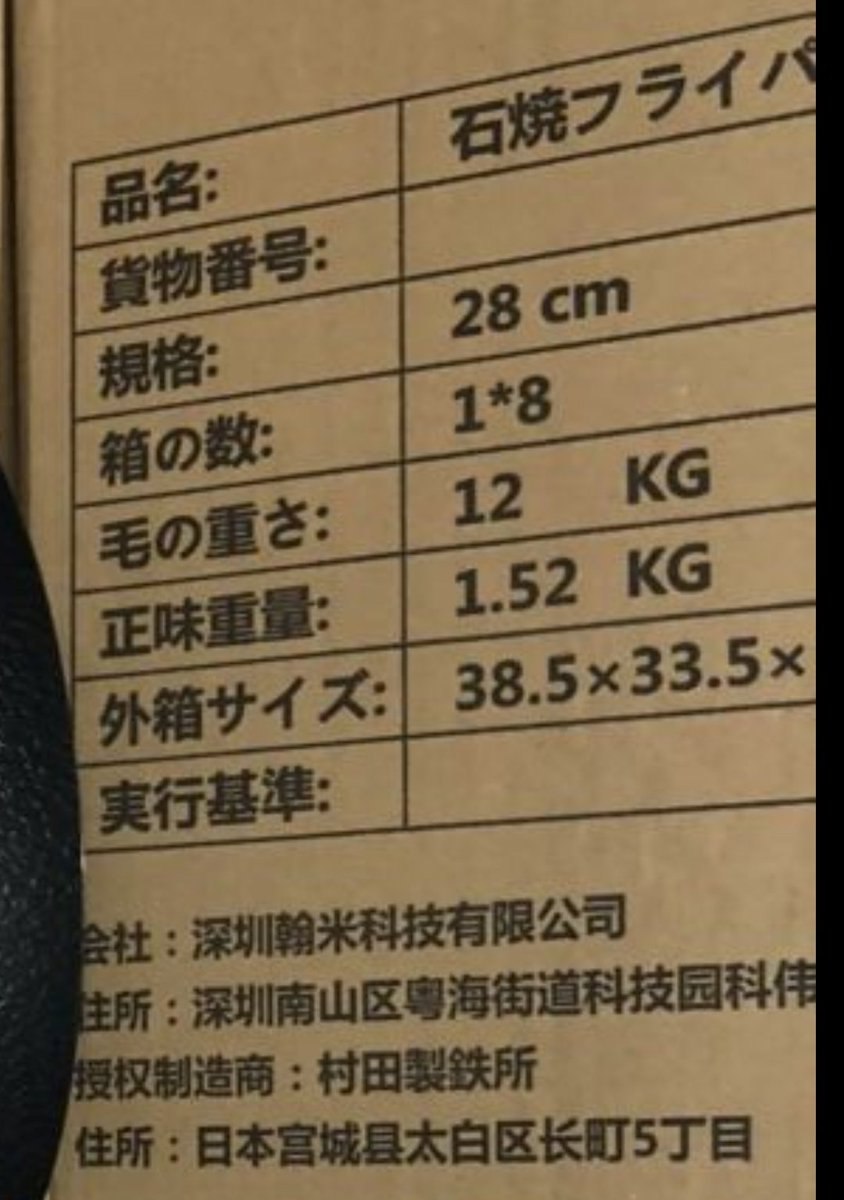 品名: 石焼フライパ
貨物番号:
規格: 28 cm
箱の数: 1*8
毛の重さ: 12 KG
正味重量: 1.52 KG
外箱サイズ: 38.5×33.5×
実行基準:
会社：深圳翰米科技有限公司
住所：深圳南山区粤海街道科技园科伟
授权制造商：村田製鉄所
住所：日本宮城县太白区长町5丁目